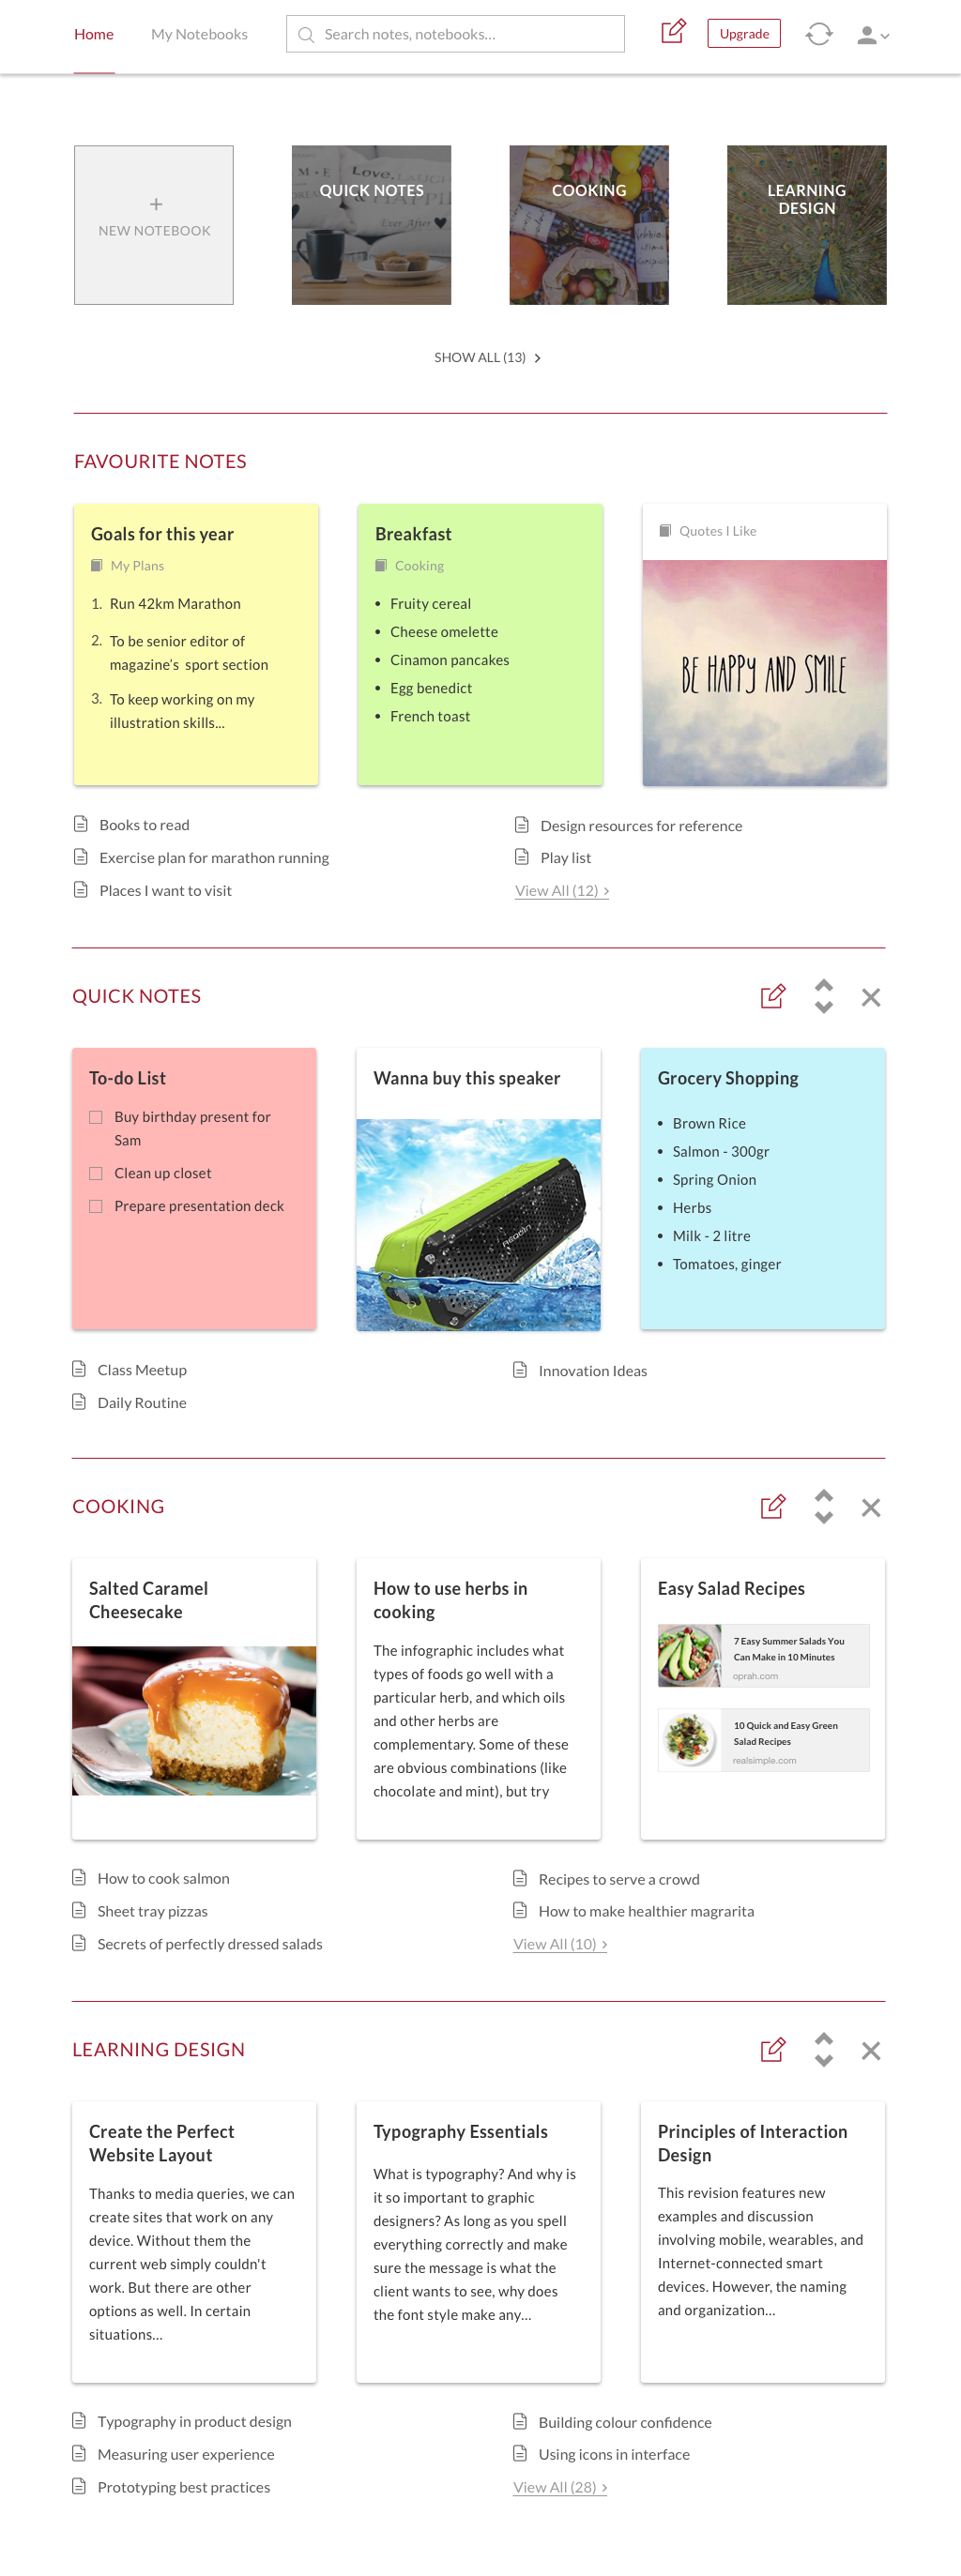 Home
My Notebooks
Search notes, notebooks...
Upgrade
+
NEW NOTEBOOK
M • E Love,
Ever After
QUICK NOTES
COOKING
LEARNING
DESIGN
SHOW ALL (13)
FAVOURITE NOTES
Goals for this year
My Plans
1. Run 42km Marathon
2. To be senior editor of
magazine's sport section
3. To keep working on my
illustration skills...
Breakfast
Cooking
• Fruity cereal
• Cheese omelette
• Cinamon pancakes
• Egg benedict
• French toast
Quotes I Like
BE HAPPY AND SMILE
Books to read
Exercise plan for marathon running
Places I want to visit
Design resources for reference
Play list
View All (12)
QUICK NOTES
To-do List
Buy birthday present for
Sam
Clean up closet
Prepare presentation deck
Wanna buy this speaker
Grocery Shopping
• Brown Rice
• Salmon - 300gr
• Spring Onion
• Herbs
• Milk - 2 litre
• Tomatoes, ginger
Class Meetup
Daily Routine
Innovation Ideas
COOKING
Salted Caramel
Cheesecake
How to use herbs in
cooking
The infographic includes what
types of foods go well with a
particular herb, and which oils
and other herbs are
complementary. Some of these
are obvious combinations (like
chocolate and mint), but try
Easy Salad Recipes
7 Easy Summer Salads You
Can Make in 10 Minutes
oprah.com
10 Quick and Easy Green
Salad Recipes
realsimple.com
How to cook salmon
Sheet tray pizzas
Secrets of perfectly dressed salads
Recipes to serve a crowd
How to make healthier magrarita
View All (10)
LEARNING DESIGN
Create the Perfect
Website Layout
Thanks to media queries, we can
create sites that work on any
device. Without them the
current web simply couldn't
work. But there are other
options as well. In certain
situations...
Typography Essentials
What is typography? And why is
it so important to graphic
designers? As long as you spell
everything correctly and make
sure the message is what the
client wants to see, why does
the font style make any...
Principles of Interaction
Design
This revision features new
examples and discussion
involving mobile, wearables, and
Internet-connected smart
devices. However, the naming
and organization...
Typography in product design
Measuring user experience
Prototyping best practices
Building colour confidence
Using icons in interface
View All (28)